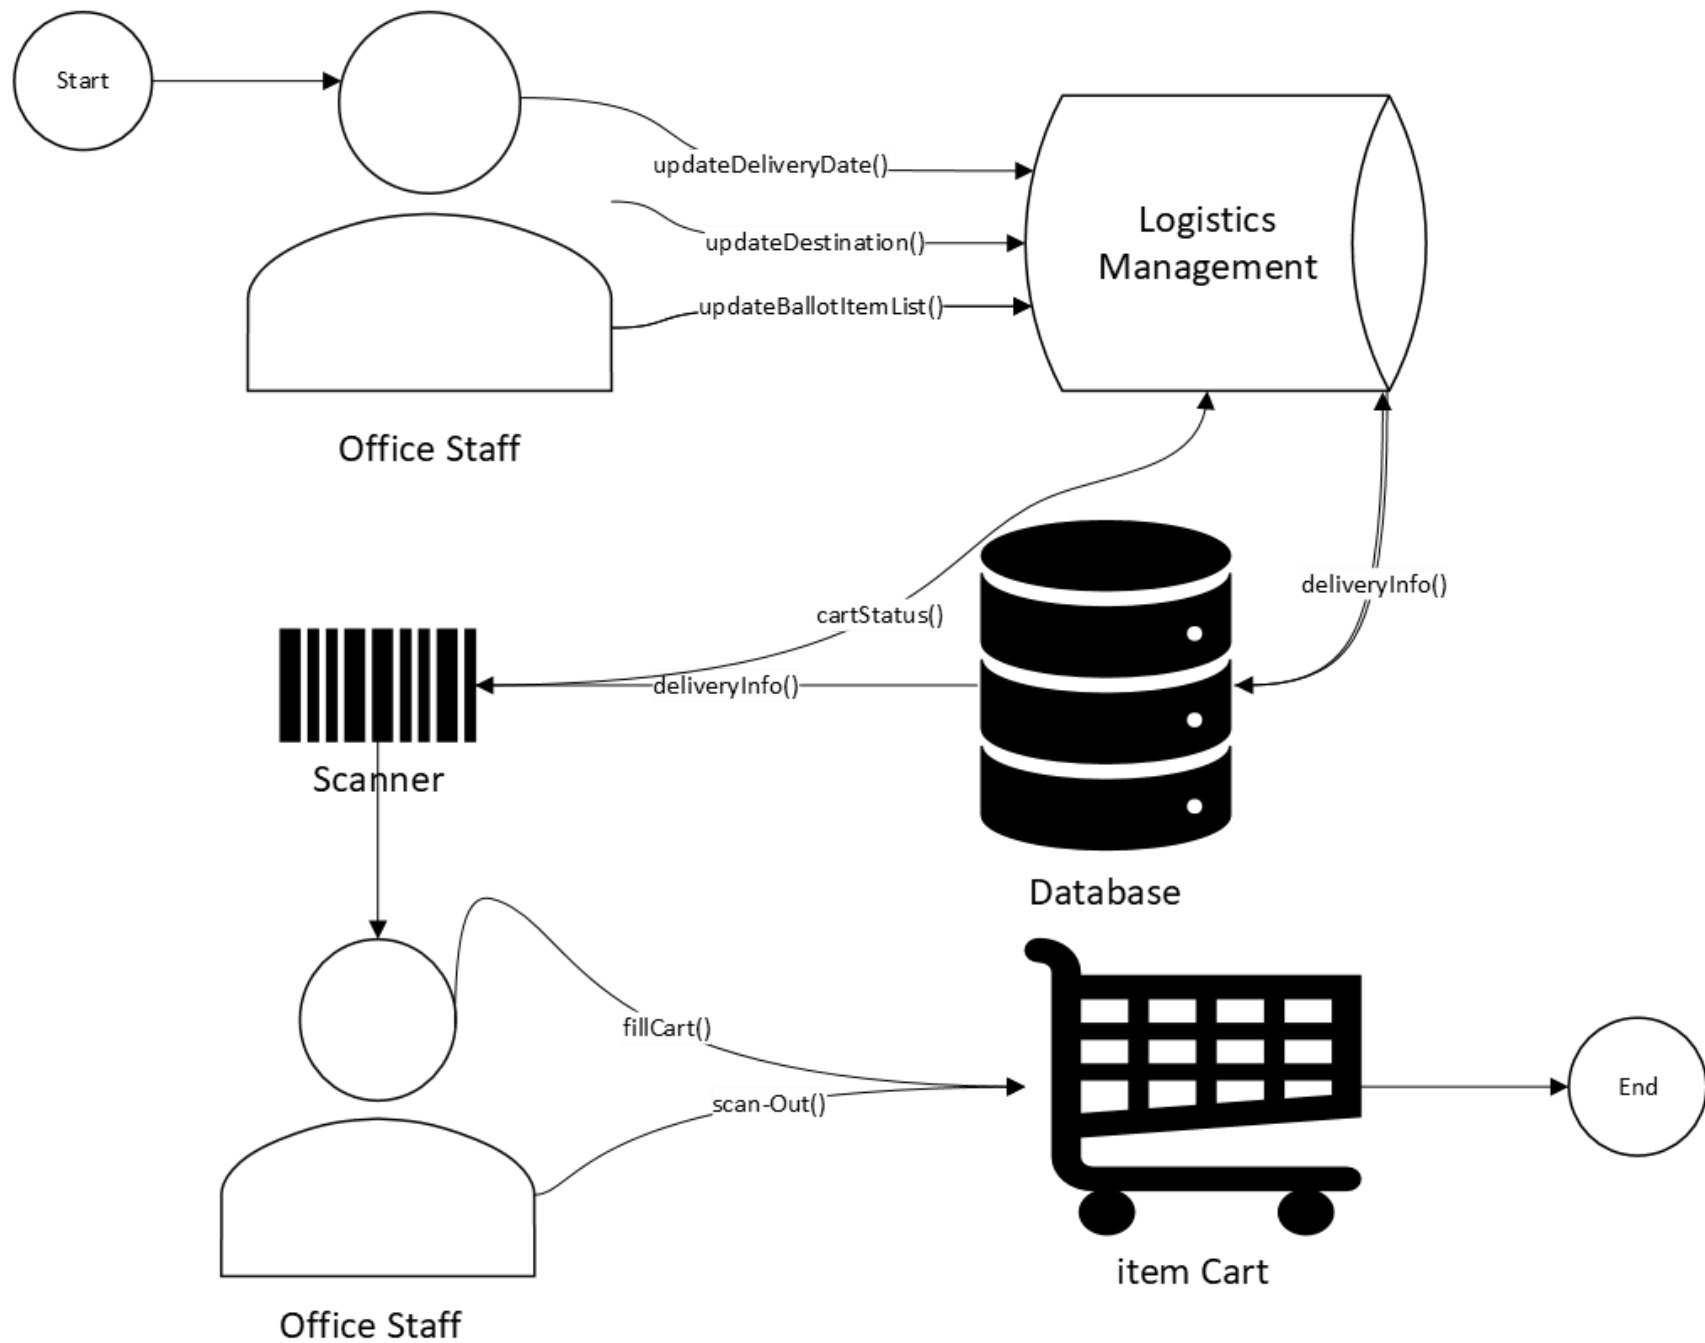 Start
updateDeliveryDate()
updateDestination()
updateBallotItemList()
Logistics
Management
Office Staff
cartStatus()
deliveryInfo()
deliveryInfo()
Scanner
Database
fillCart()
scan-Out()
End
item Cart
Office Staff